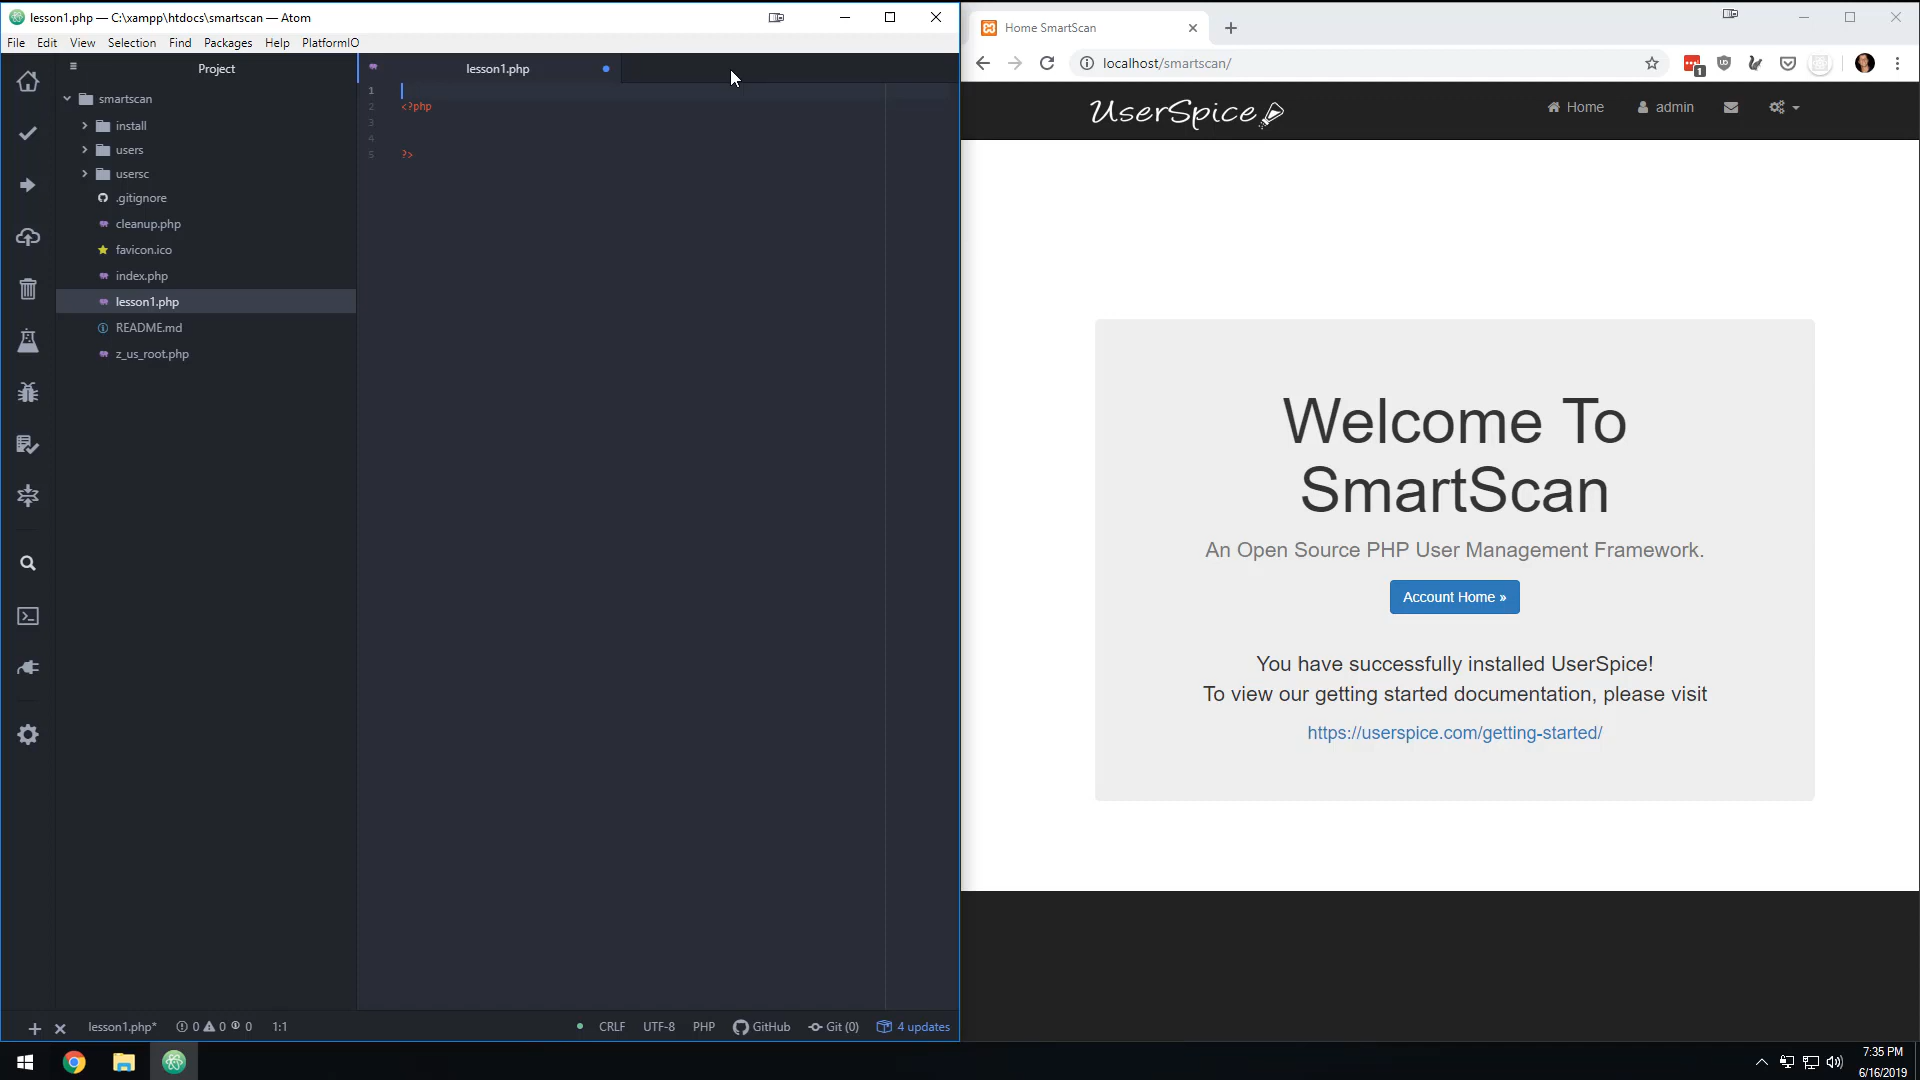 lesson1.php — C:\xampp\htdocs\smartscan — Atom
File Edit View Selection Find Packages Help PlatformIO
Project
smartscan
install
users
usersc
.gitignore
cleanup.php
favicon.ico
index.php
lesson1.php
README.md
z_us_root.php
lesson1.php
1
2 <?php
3
4
5 ?>
lesson1.php* 0 0 0 1:1 CRLF UTF-8 PHP GitHub Git (0) 4 updates
Home SmartScan
localhost/smartscan/
1
UserSpice Home admin
Welcome To
SmartScan
An Open Source PHP User Management Framework.
Account Home »
You have successfully installed UserSpice!
To view our getting started documentation, please visit
https://userspice.com/getting-started/
7:35 PM
6/16/2019